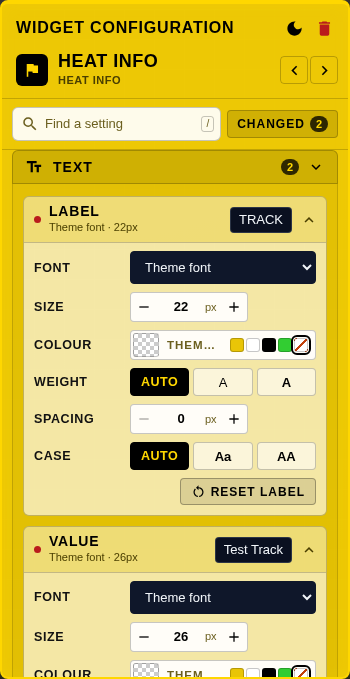 WIDGET CONFIGURATION
HEAT INFO
HEAT INFO
Find a setting
/
CHANGED 2
TEXT 2
LABEL
Theme font · 22px
TRACK
FONT Theme font
SIZE − 22 px +
COLOUR THEM...
WEIGHT AUTO A A
SPACING − 0 px +
CASE AUTO Aa AA
RESET LABEL
VALUE
Theme font · 26px
Test Track
FONT Theme font
SIZE − 26 px +
COLOUR THEM